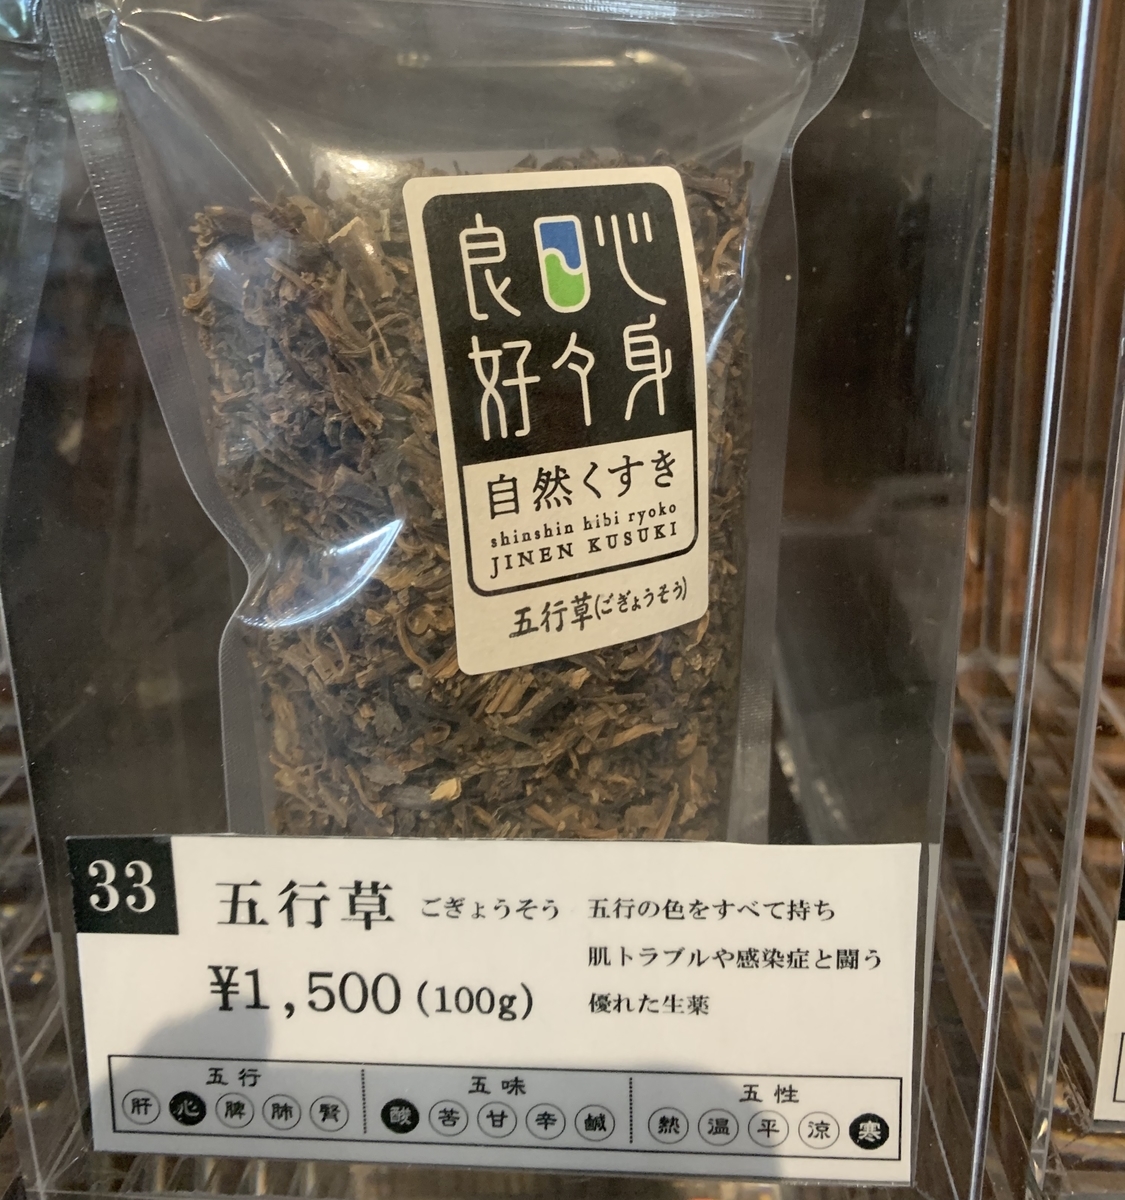 心身
日々
良好
自然くすき
shinshin hibi ryoko
JINEN KUSUKI
五行草(ごぎょうそう)
33
五行草 ごぎょうそう
¥1,500 (100g)
五行の色をすべて持ち
肌トラブルや感染症と闘う
優れた生薬
五行
肝 心 脾 肺 腎
五味
酸 苦 甘 辛 鹹
五性
熱 温 平 涼 寒